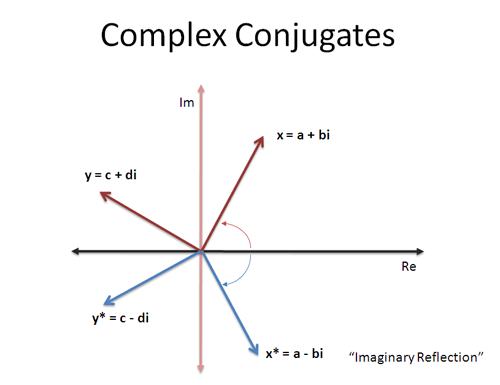 Complex Conjugates
Im
x = a + bi
y = c + di
Re
y* = c - di
x* = a - bi
“Imaginary Reflection”